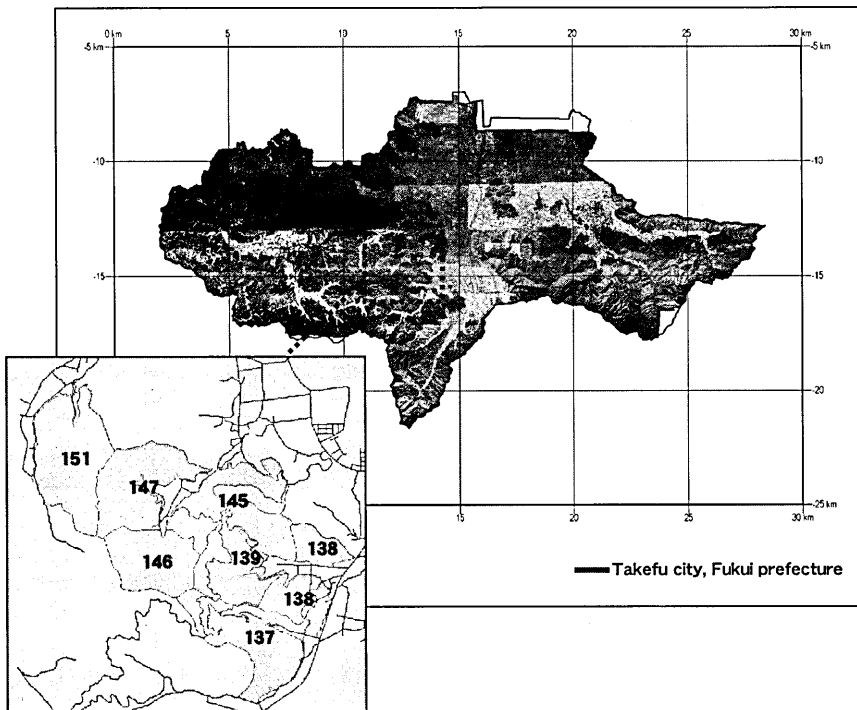 0 km 5 10 15 20 25 30 km
-5 km -5 km
-10 -10
-15 -15
-20 -20
-25 km
15 20 25 30 km
Takefu city, Fukui prefecture
151
147
145
139
138
146
138
137